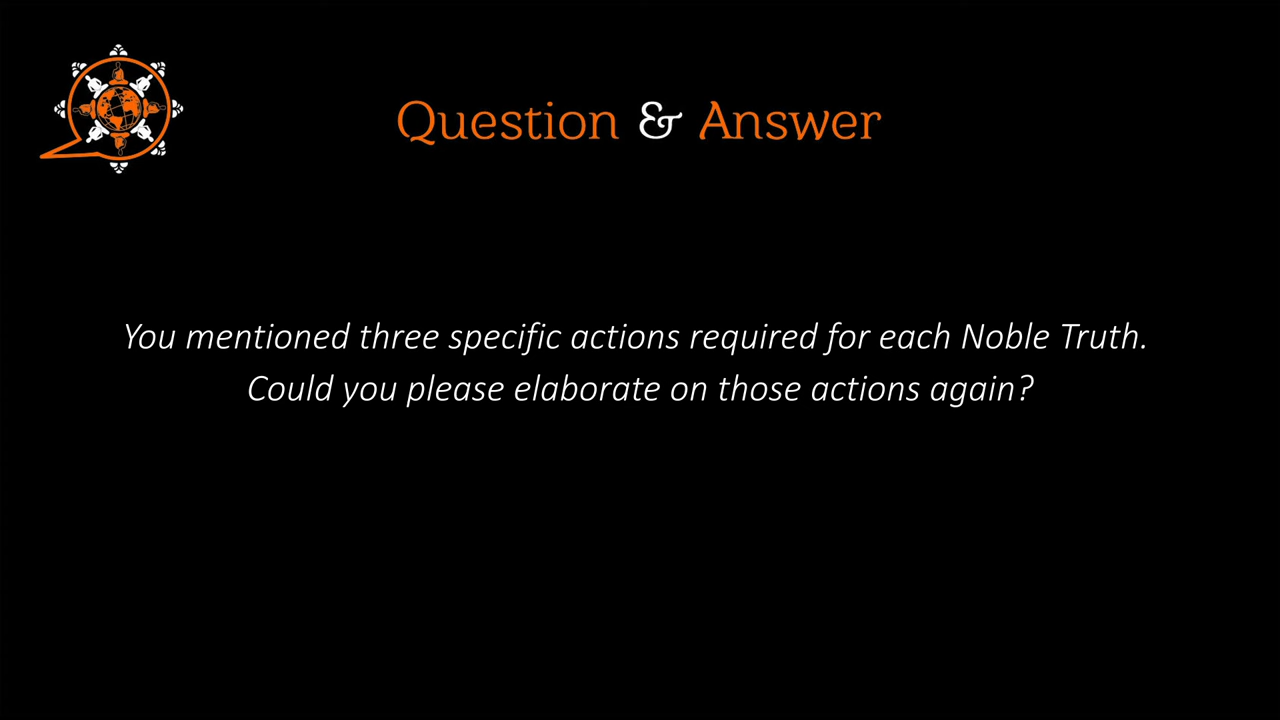 Question & Answer
You mentioned three specific actions required for each Noble Truth.
Could you please elaborate on those actions again?